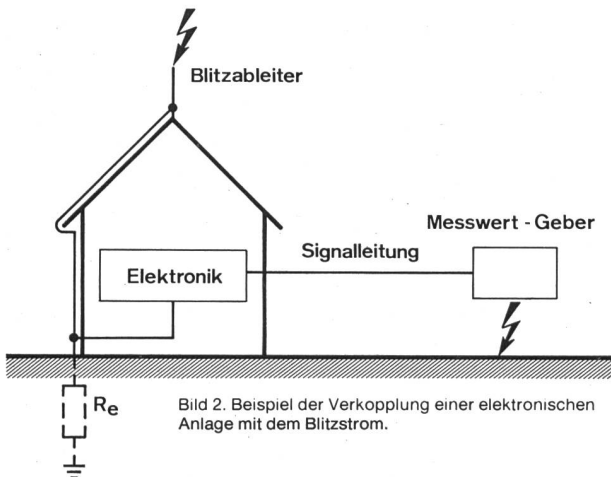 Blitzableiter
Messwert - Geber
Signalleitung
Elektronik
Re
Bild 2. Beispiel der Verkopplung einer elektronischen
Anlage mit dem Blitzstrom.